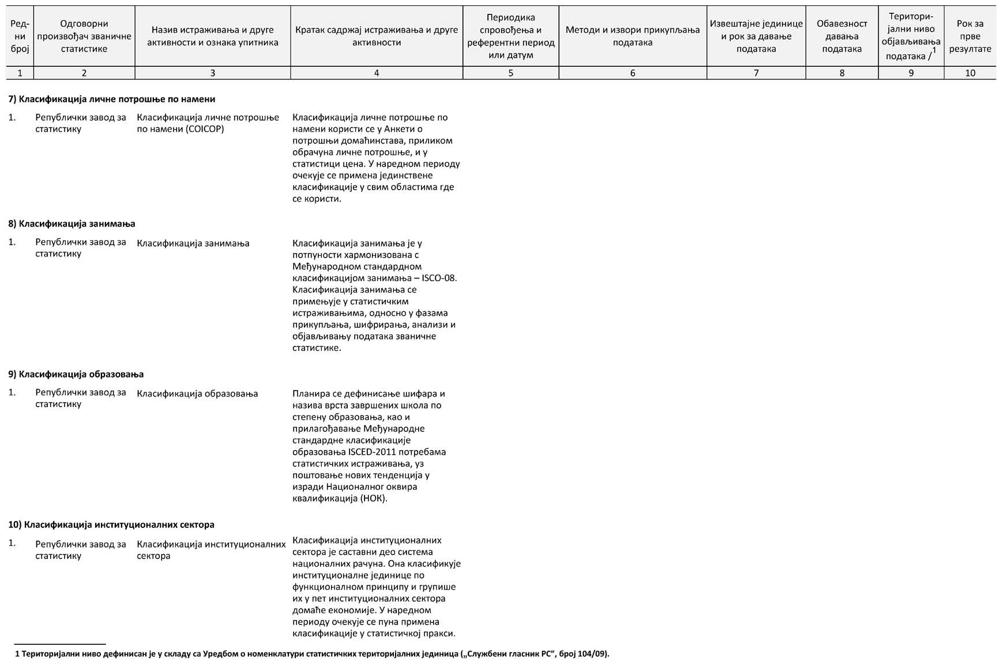 Ред-
ни
број
Одговорни
произвођач званичне
статистике
Назив истраживања и друге
активности и ознака упитника
Кратак садржај истраживања и друге
активности
Периодика
спровођења и
референтни период
или датум
Методи и извори прикупљања
података
Извештајне јединице
и рок за давање
података
Обавезност
давања
података
Територи-
јални ниво
објављивања
података /1
Рок за
прве
резултате
1 2 3 4 5 6 7 8 9 10
7) Класификација личне потрошње по намени
1.
Републички завод за
статистику
Класификација личне потрошње
по намени (COICOP)
Класификација личне потрошње по
намени користи се у Анкети о
потрошњи домаћинстава, приликом
обрачуна личне потрошње, и у
статистици цена. У наредном периоду
очекује се примена јединствене
класификације у свим областима где
се користи.
8) Класификација занимања
1.
Републички завод за
статистику
Класификација занимања
Класификација занимања је у
потпуности хармонизована с
Међународном стандардном
класификацијом занимања – ISCO-08.
Класификација занимања се
примењује у статистичким
истраживањима, односно у фазама
прикупљања, шифрирања, анализи и
објављивању података званичне
статистике.
9) Класификација образовања
1.
Републички завод за
статистику
Класификација образовања
Планира се дефинисање шифара и
назива врста завршених школа по
степену образовања, као и
прилагођавање Међународне
стандардне класификације
образовања ISCED-2011 потребама
статистичких истраживања, уз
поштовање нових тенденција у
изради Националног оквира
квалификација (НОК).
10) Класификација институционалних сектора
1.
Републички завод за
статистику
Класификација институционалних
сектора
Класификација институционалних
сектора је саставни део система
националних рачуна. Она класификује
институционалне јединице по
функционалном принципу и групише
их у пет институционалних сектора
домаће економије. У наредном
периоду очекује се пуна примена
класификације у статистичкој пракси.
1 Територијални ниво дефинисан је у складу са Уредбом о номенклатури статистичких територијалних јединица („Службени гласник РС”, број 104/09).